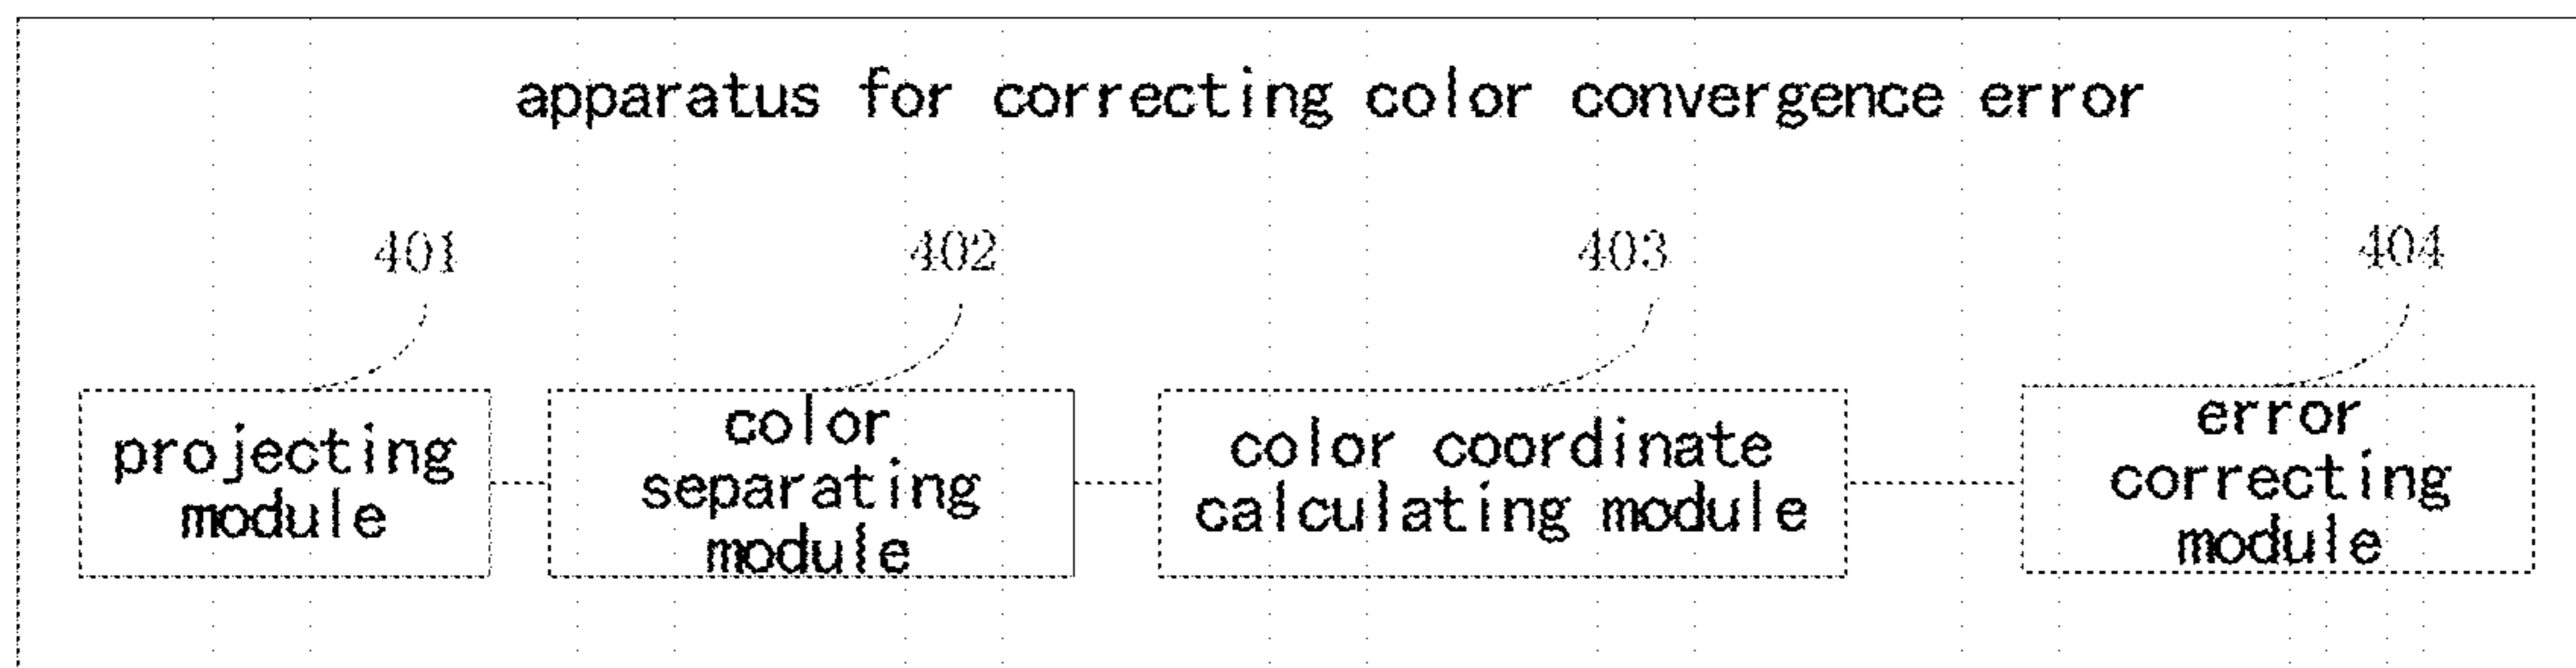 apparatus for correcting color convergence error
401
402
403
404
projecting
module
color
separating
module
color coordinate
calculating module
error
correcting
module